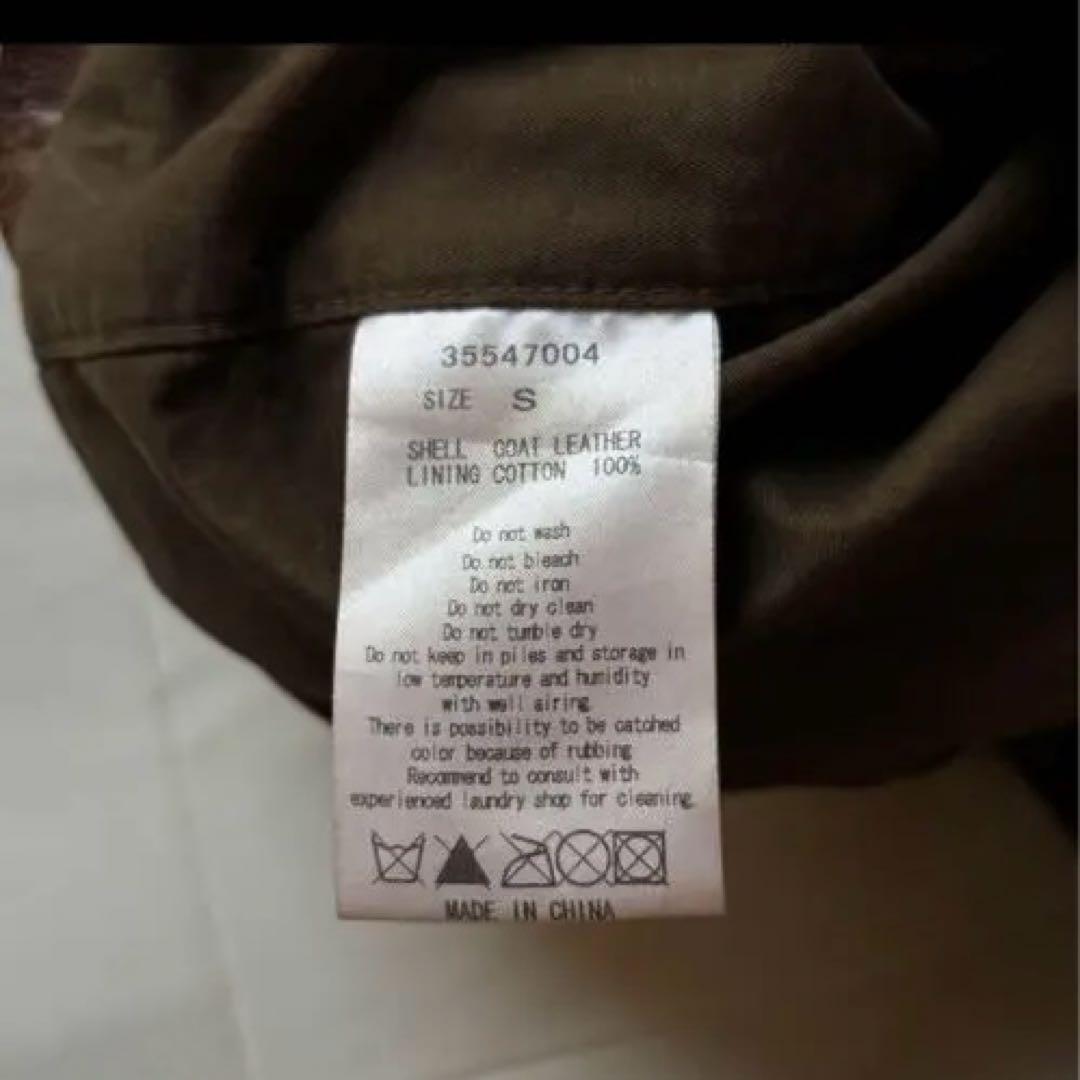 35547004
SIZE S
SHELL GOAT LEATHER
LINING COTTON 100%
Do not wash
Do not bleach
Do not iron
Do not dry clean
Do not tumble dry
Do not keep in piles and storage in
low temperature and humidity
with well airing
There is possibility to be catched
color because of rubbing
Recommend to consult with
experienced laundry shop for cleaning.
MADE IN CHINA